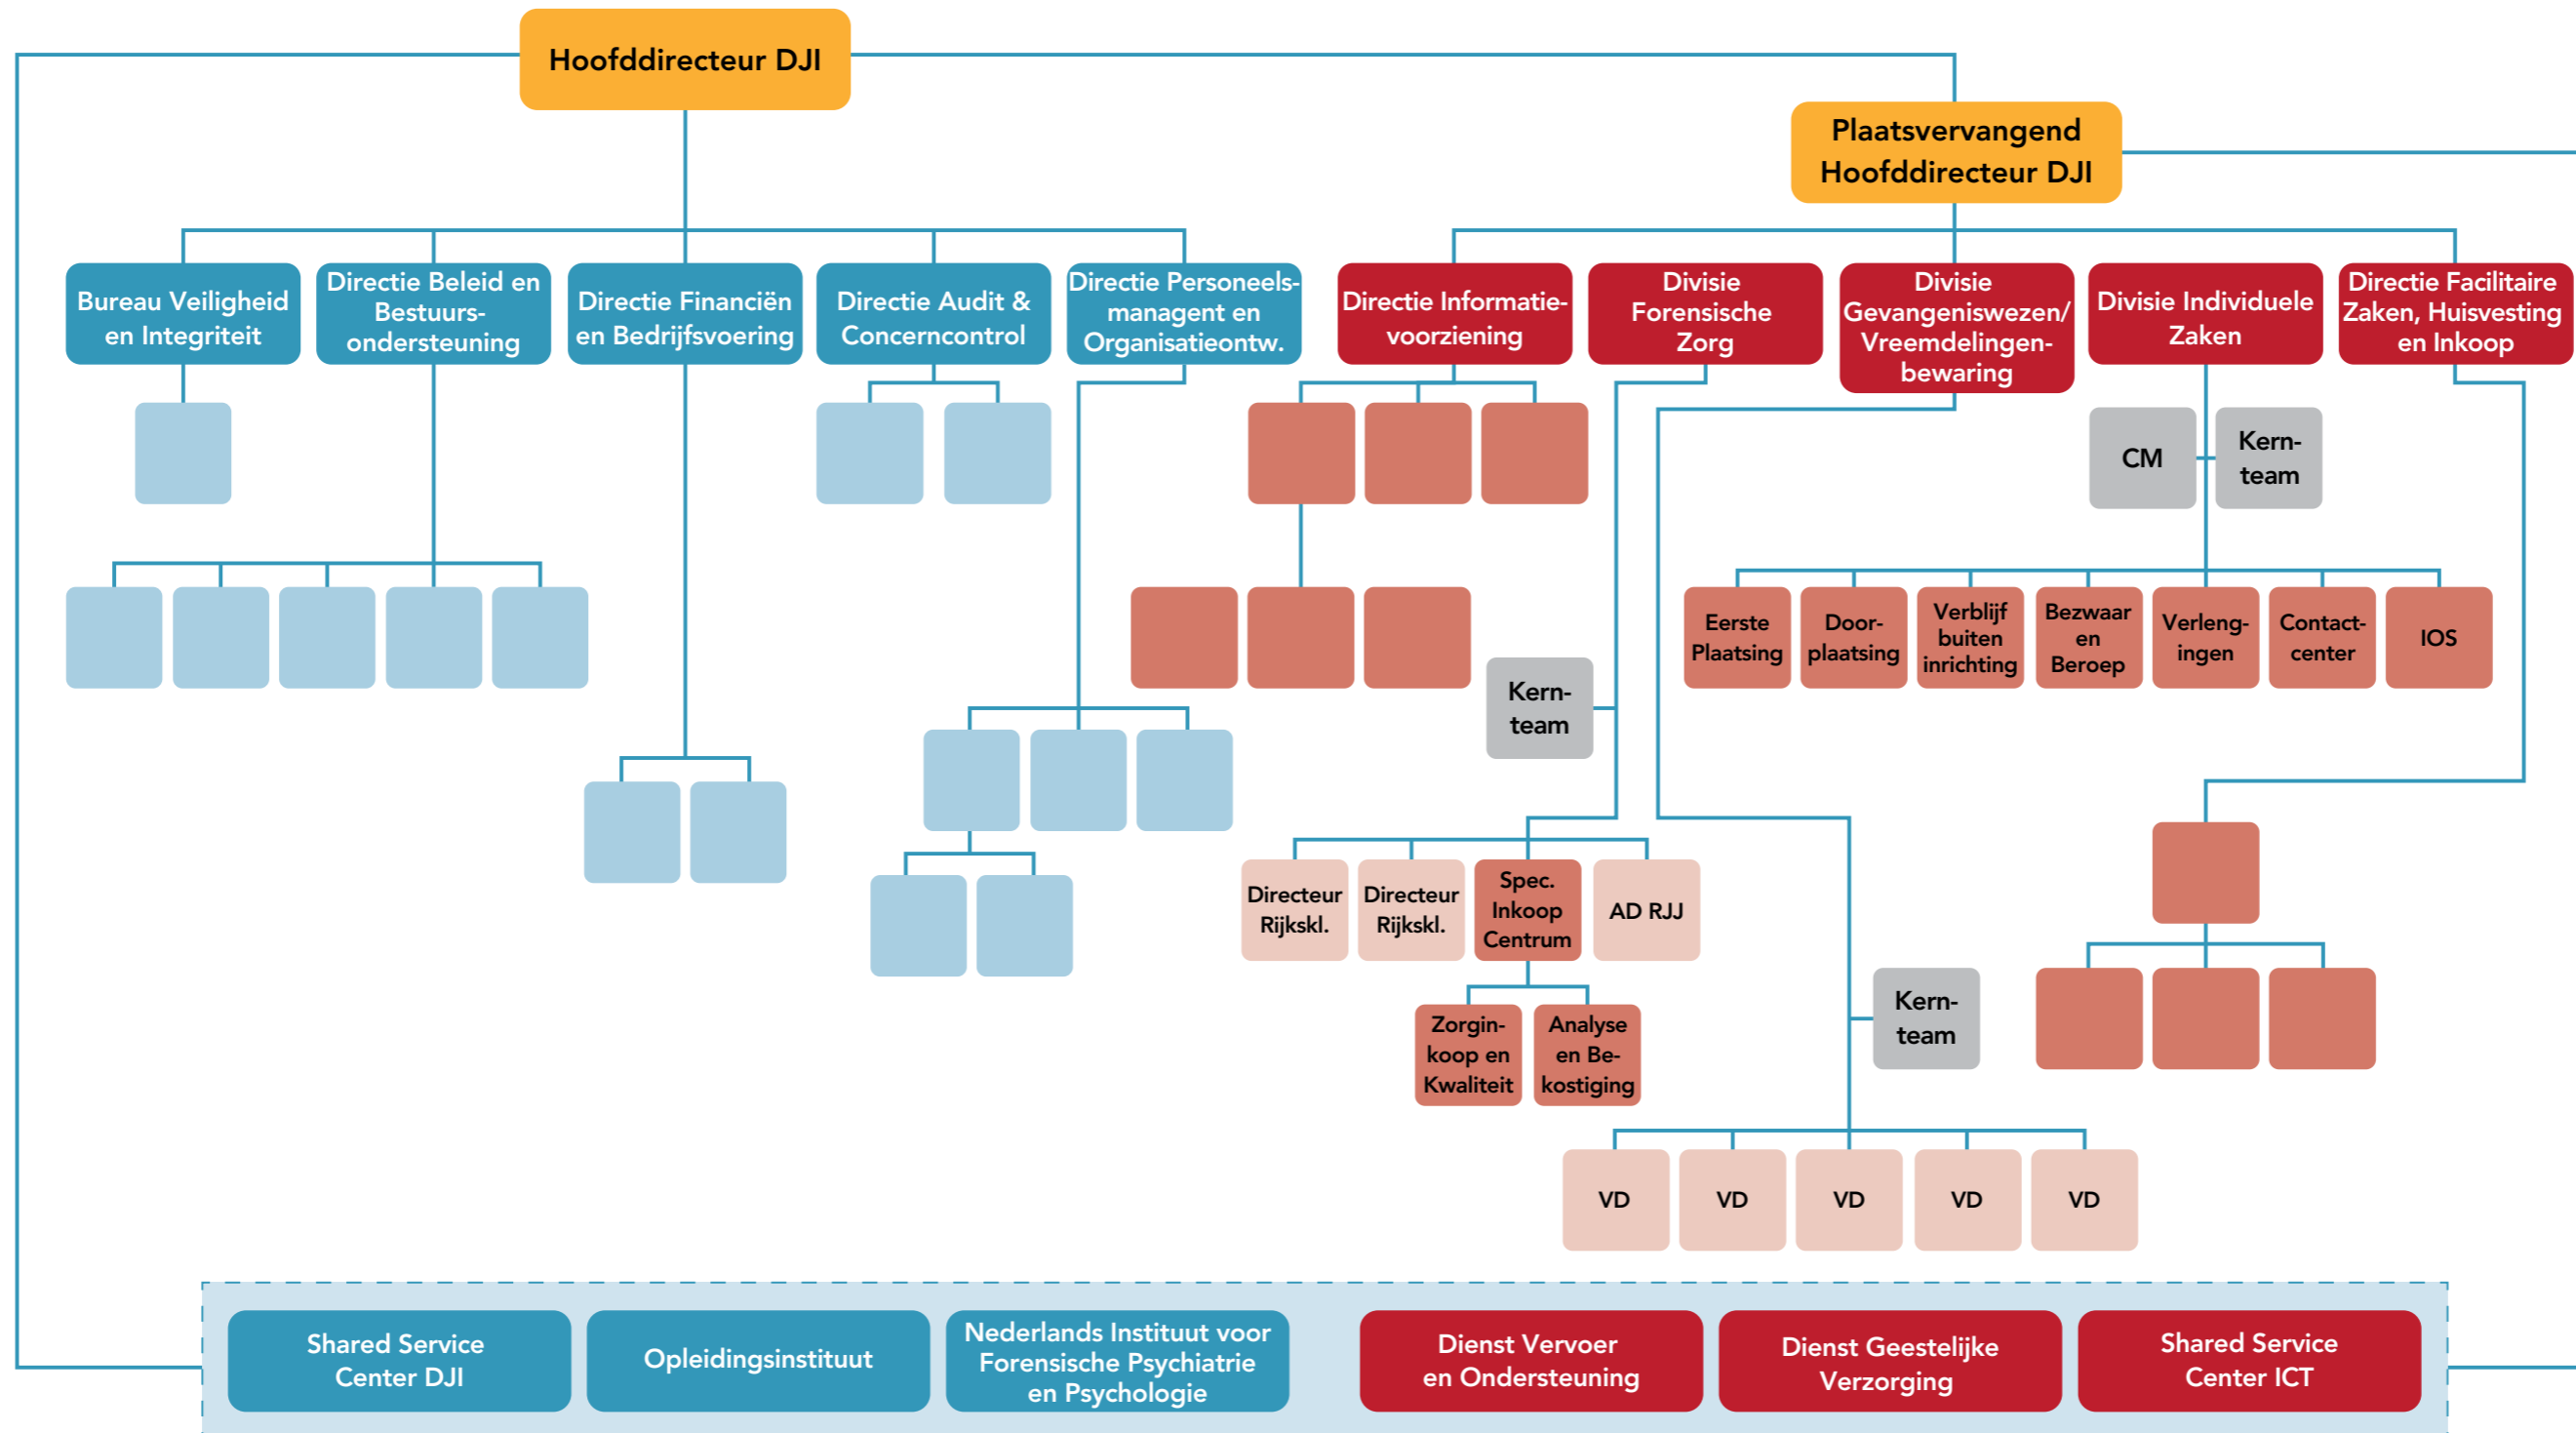 Hoofddirecteur DJI
Plaatsvervangend
Hoofddirecteur DJI
Bureau Veiligheid
en Integriteit
Directie Beleid en
Bestuurs-
ondersteuning
Directie Financiën
en Bedrijfsvoering
Directie Audit &
Concerncontrol
Directie Personeels-
managent en
Organisatieontw.
Directie Informatie-
voorziening
Divisie
Forensische
Zorg
Divisie
Gevangeniswezen/
Vreemdelingen-
bewaring
Divisie Individuele
Zaken
Directie Facilitaire
Zaken, Huisvesting
en Inkoop
CM
Kern-
team
Eerste
Plaatsing
Door-
plaatsing
Verblijf
buiten
inrichting
Bezwaar
en
Beroep
Verleng-
ingen
Contact-
center
IOS
Kern-
team
Directeur
Rijkskl.
Directeur
Rijkskl.
Spec.
Inkoop
Centrum
AD RJJ
Zorgin-
koop en
Kwaliteit
Analyse
en Be-
kostiging
Kern-
team
VD
VD
VD
VD
VD
Shared Service
Center DJI
Opleidingsinstituut
Nederlands Instituut voor
Forensische Psychiatrie
en Psychologie
Dienst Vervoer
en Ondersteuning
Dienst Geestelijke
Verzorging
Shared Service
Center ICT